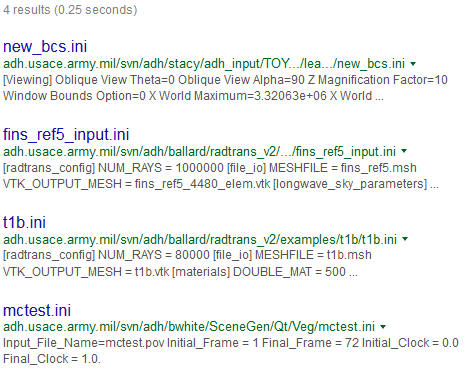 4 results (0.25 seconds)
new_bcs.ini
adh.usace.army.mil/svn/adh/stacy/adh_input/TOY.../lea.../new_bcs.ini
[Viewing] Oblique View Theta=0 Oblique View Alpha=90 Z Magnification Factor=10
Window Bounds Option=0 X World Maximum=3.32063e+06 X World ...
fins_ref5_input.ini
adh.usace.army.mil/svn/adh/ballard/radtrans_v2/.../fins_ref5_input.ini
[radtrans_config] NUM_RAYS = 1000000 [file_io] MESHFILE = fins_ref5.msh
VTK_OUTPUT_MESH = fins_ref5_4480_elem.vtk [longwave_sky_parameters] ...
t1b.ini
adh.usace.army.mil/svn/adh/ballard/radtrans_v2/examples/t1b/t1b.ini
[radtrans_config] NUM_RAYS = 80000 [file_io] MESHFILE = t1b.msh
VTK_OUTPUT_MESH = t1b.vtk [materials] DOUBLE_MAT = 500 ...
mctest.ini
adh.usace.army.mil/svn/adh/bwhite/SceneGen/Qt/Veg/mctest.ini
Input_File_Name=mctest.pov Initial_Frame = 1 Final_Frame = 72 Initial_Clock = 0.0
Final_Clock = 1.0.